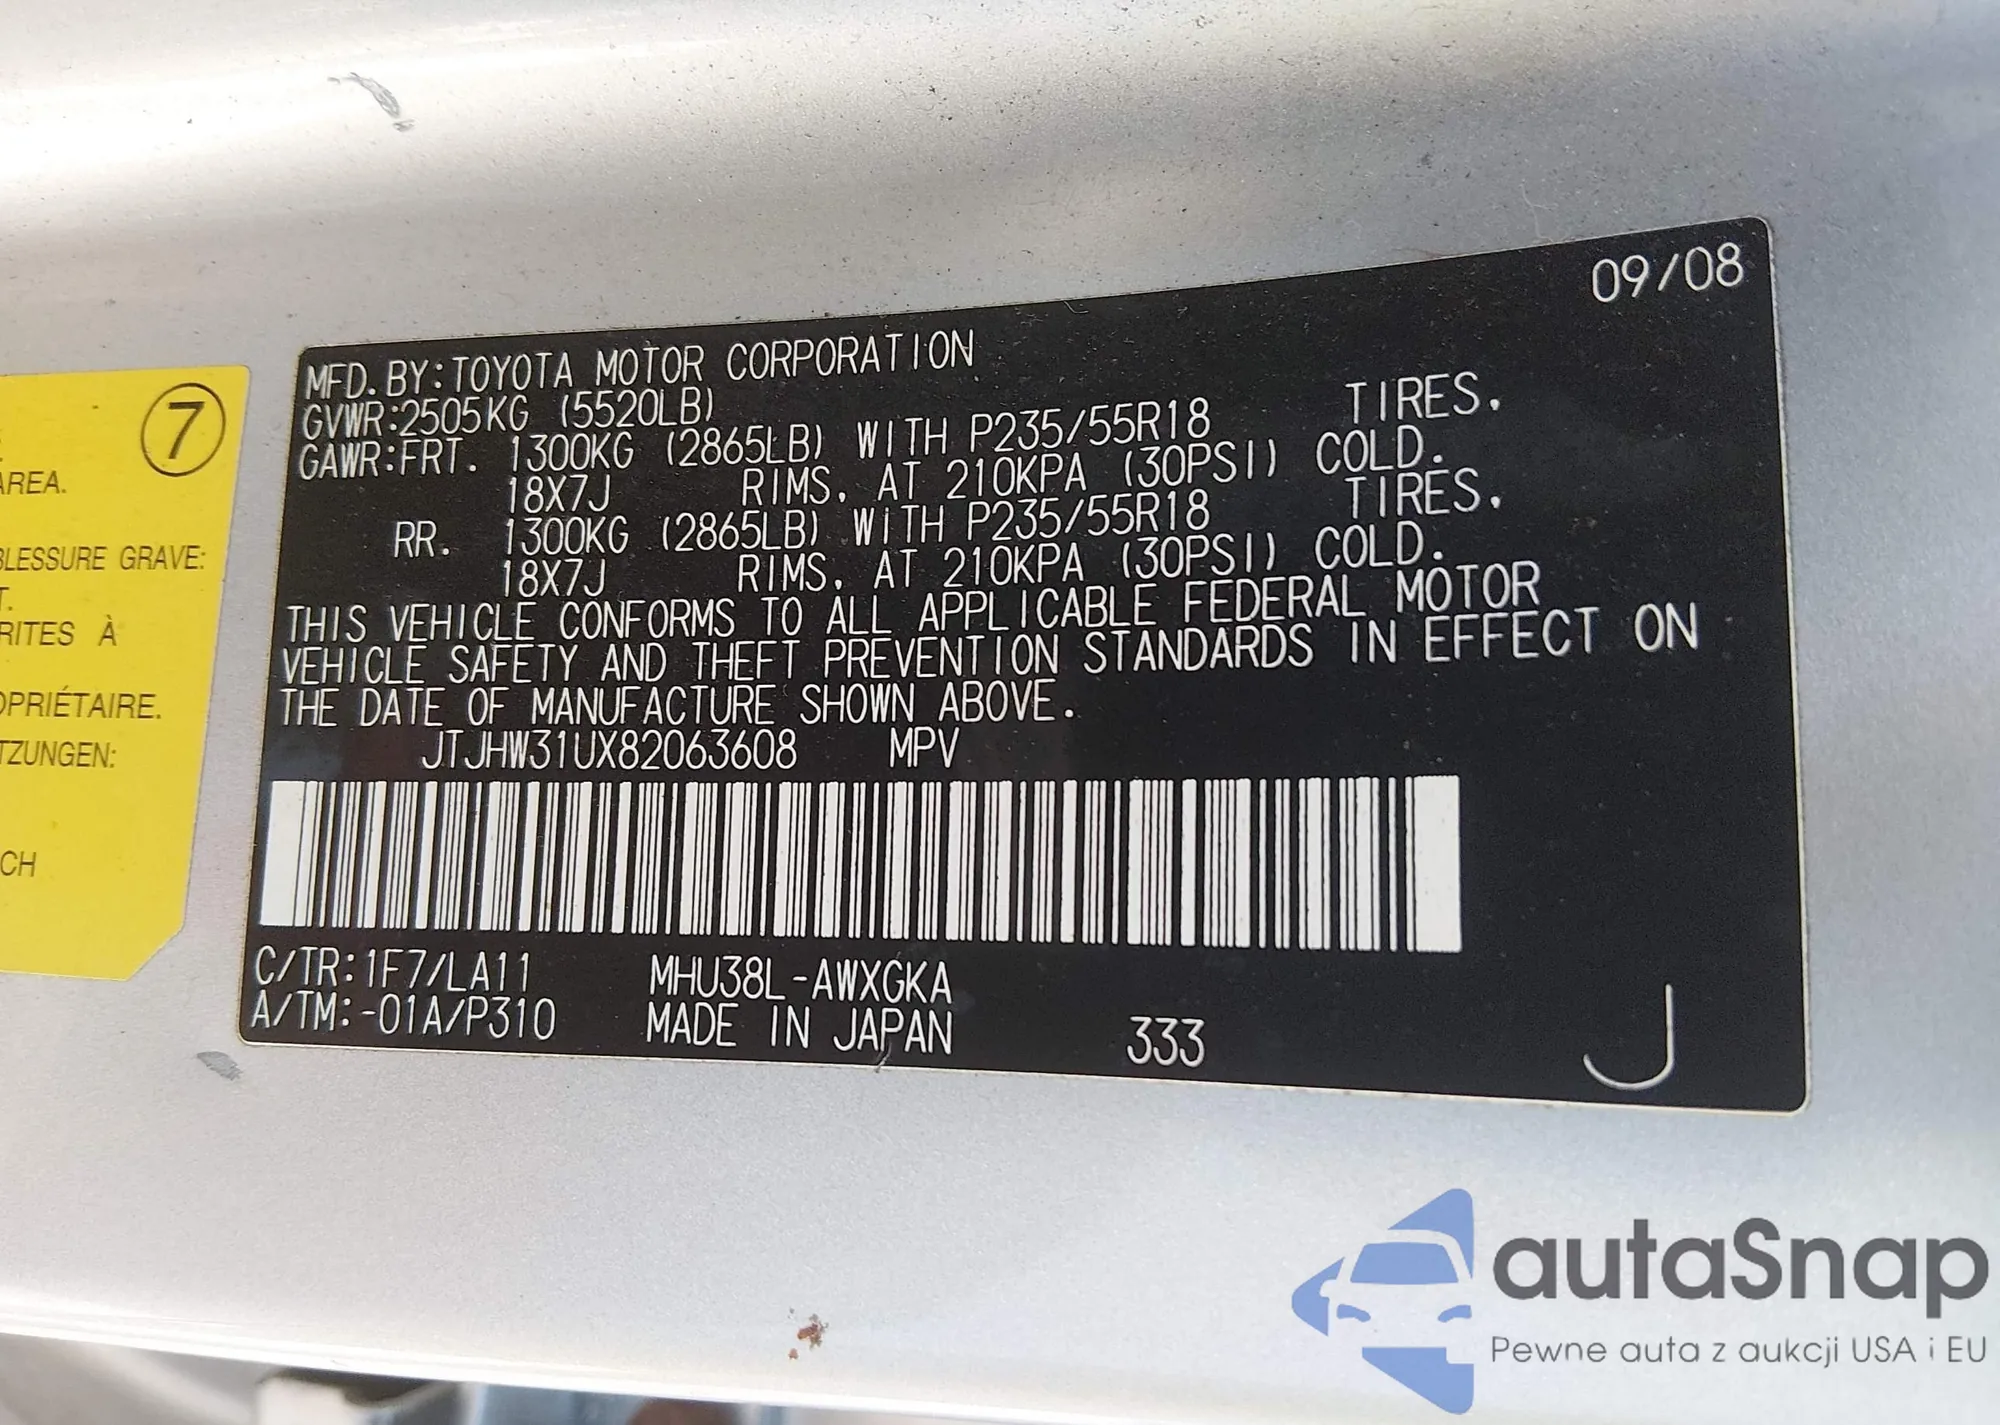 09/08
MFD.BY:TOYOTA MOTOR CORPORATION
GVWR:2505KG (5520LB)
GAWR:FRT. 1300KG (2865LB) WITH P235/55R18 TIRES,
18X7J RIMS, AT 210KPA (30PSI) COLD.
RR. 1300KG (2865LB) WITH P235/55R18 TIRES,
18X7J RIMS, AT 210KPA (30PSI) COLD.
THIS VEHICLE CONFORMS TO ALL APPLICABLE FEDERAL MOTOR
VEHICLE SAFETY AND THEFT PREVENTION STANDARDS IN EFFECT ON
THE DATE OF MANUFACTURE SHOWN ABOVE.
JTJHW31UX82063608 MPV
C/TR:1F7/LA11 MHU38L-AWXGKA
A/TM:-01A/P310 MADE IN JAPAN 333 J
7
AREA.
BLESSURE GRAVE:
T.
RITES À
OPRIÉTAIRE.
TZUNGEN:
CH
autaSnap
Pewne auta z aukcji USA i EU